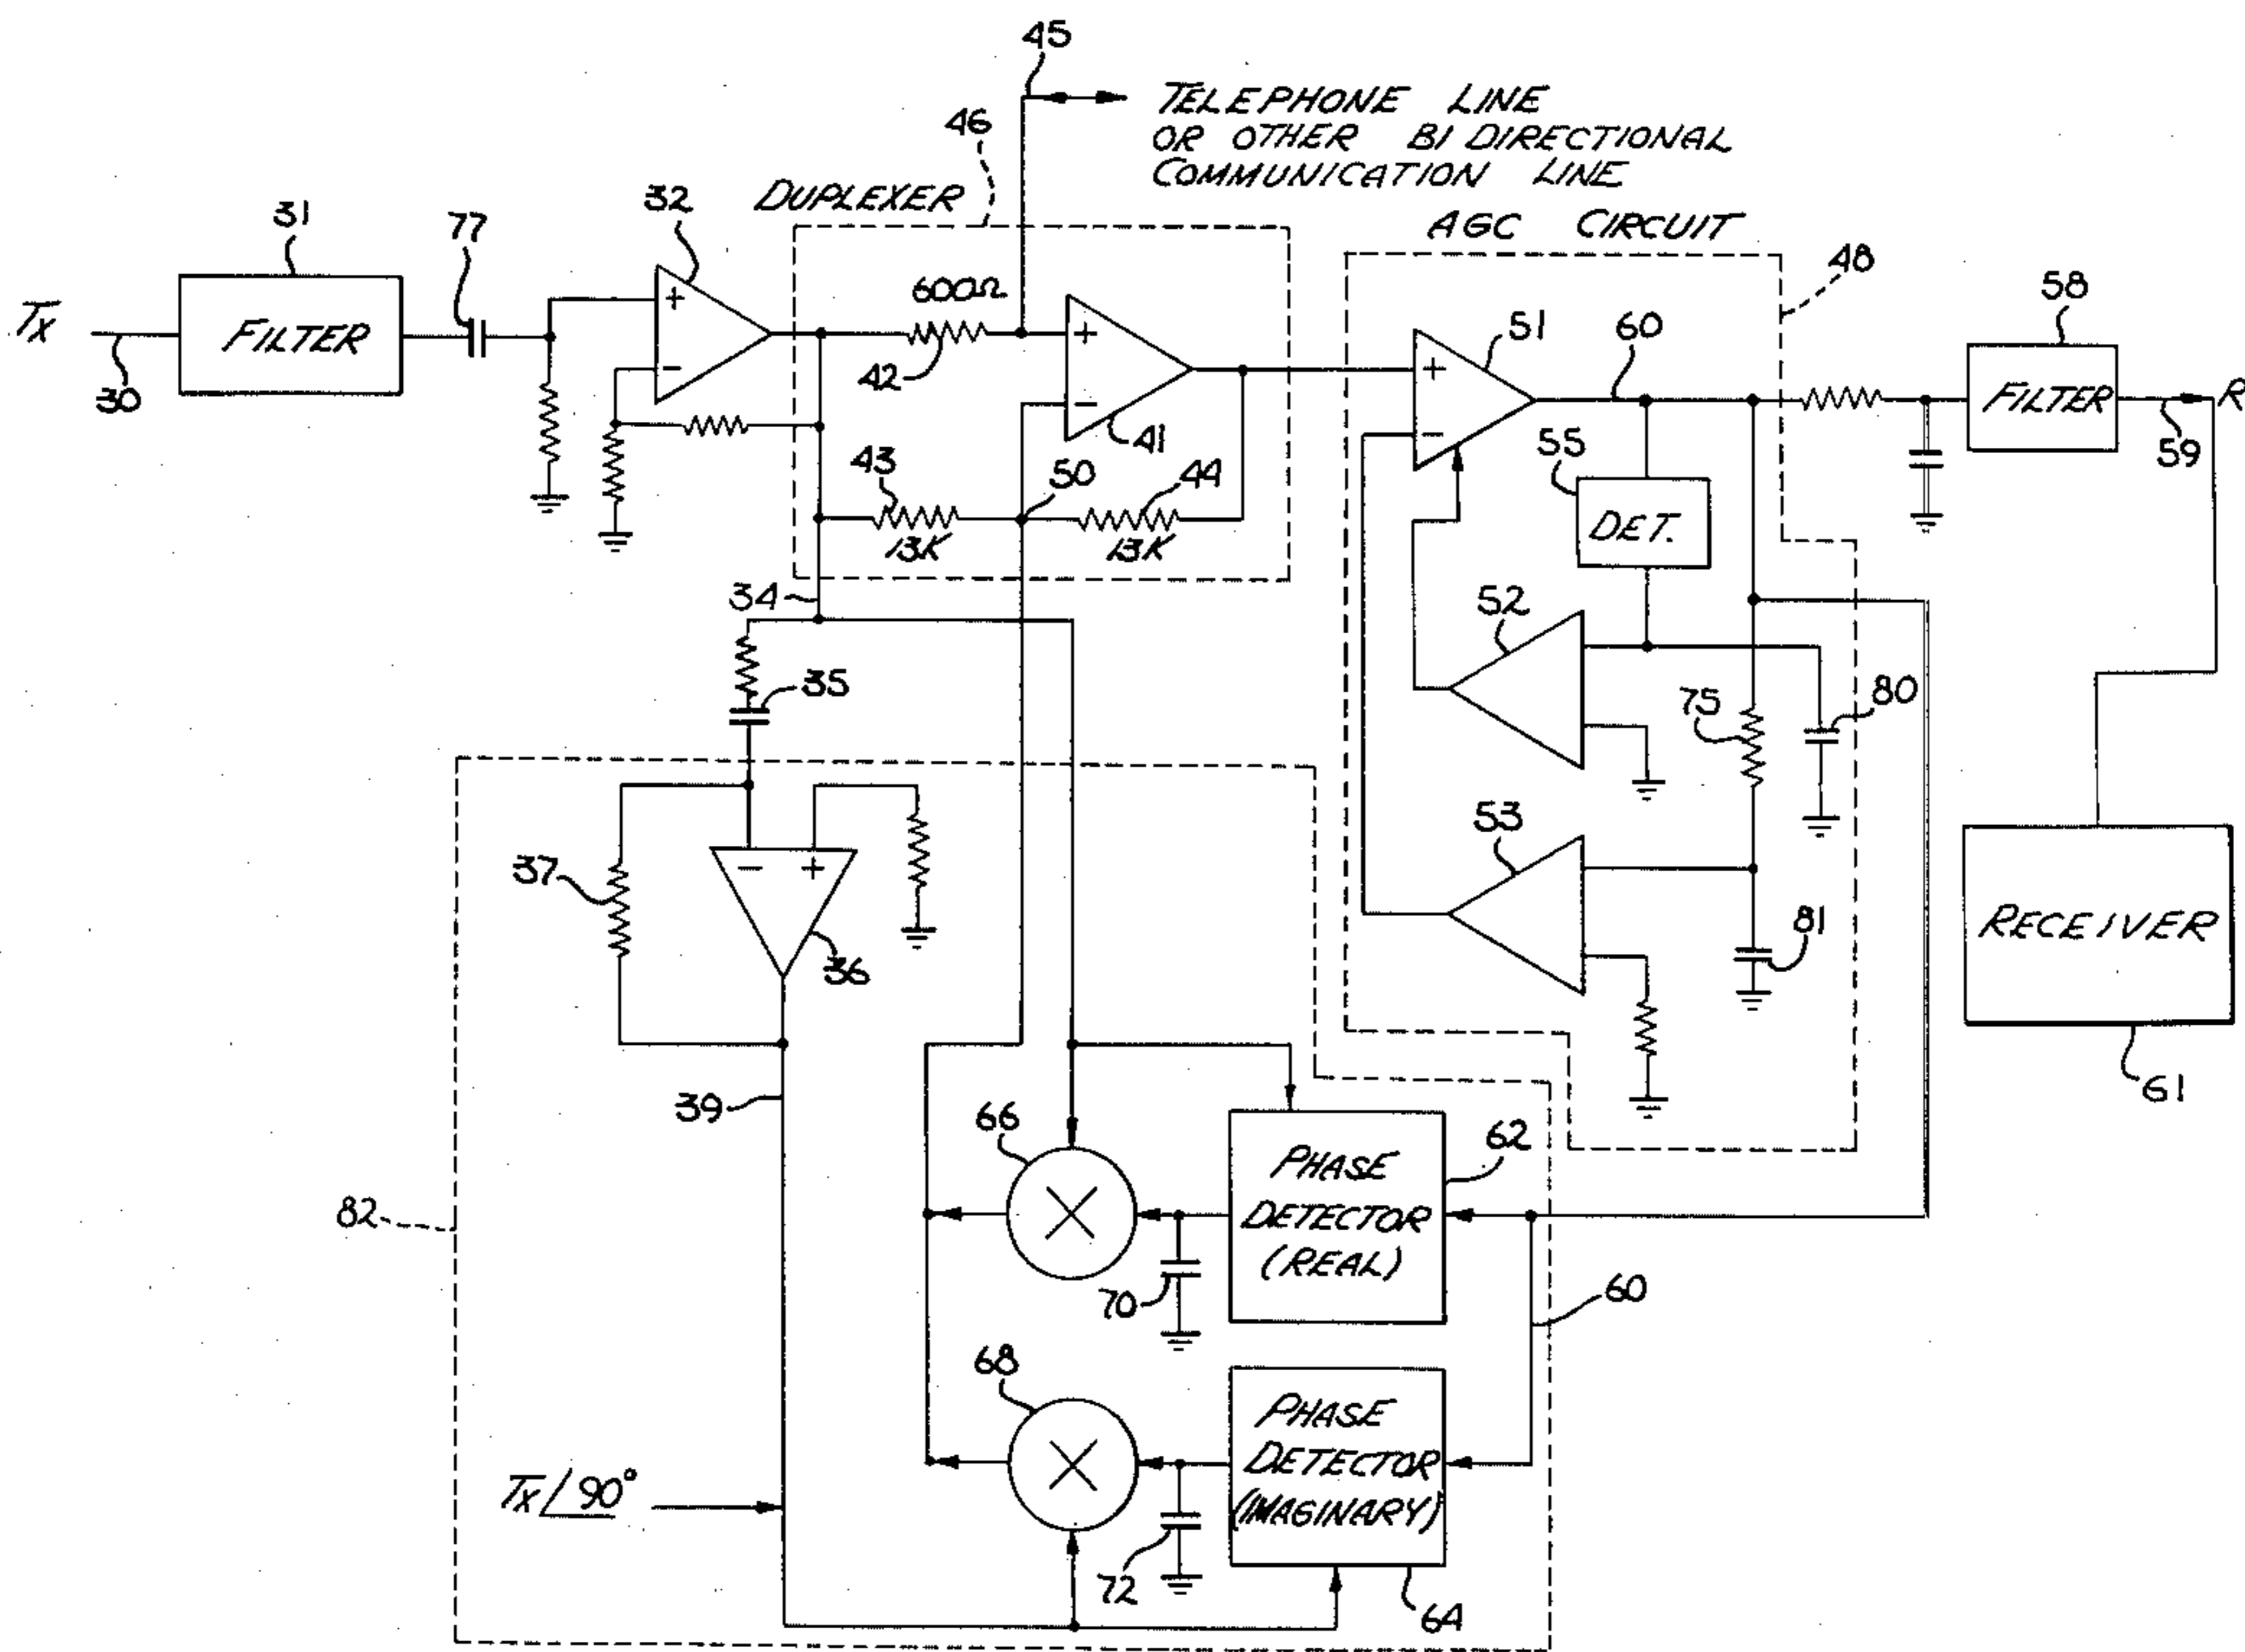 45
TELEPHONE LINE
OR OTHER BI DIRECTIONAL
COMMUNICATION LINE
46
DUPLEXER
AGC CIRCUIT
31
77
32
48
58
Tx
FILTER
600Ω
51
60
FILTER
R
30
42
41
59
43
50
44
55
13K
13K
DET.
34
52
35
75
80
53
37
36
81
RECEIVER
39
66
62
61
PHASE
DETECTOR
(REAL)
82
70
60
68
PHASE
DETECTOR
(IMAGINARY)
Tx/90°
72
64